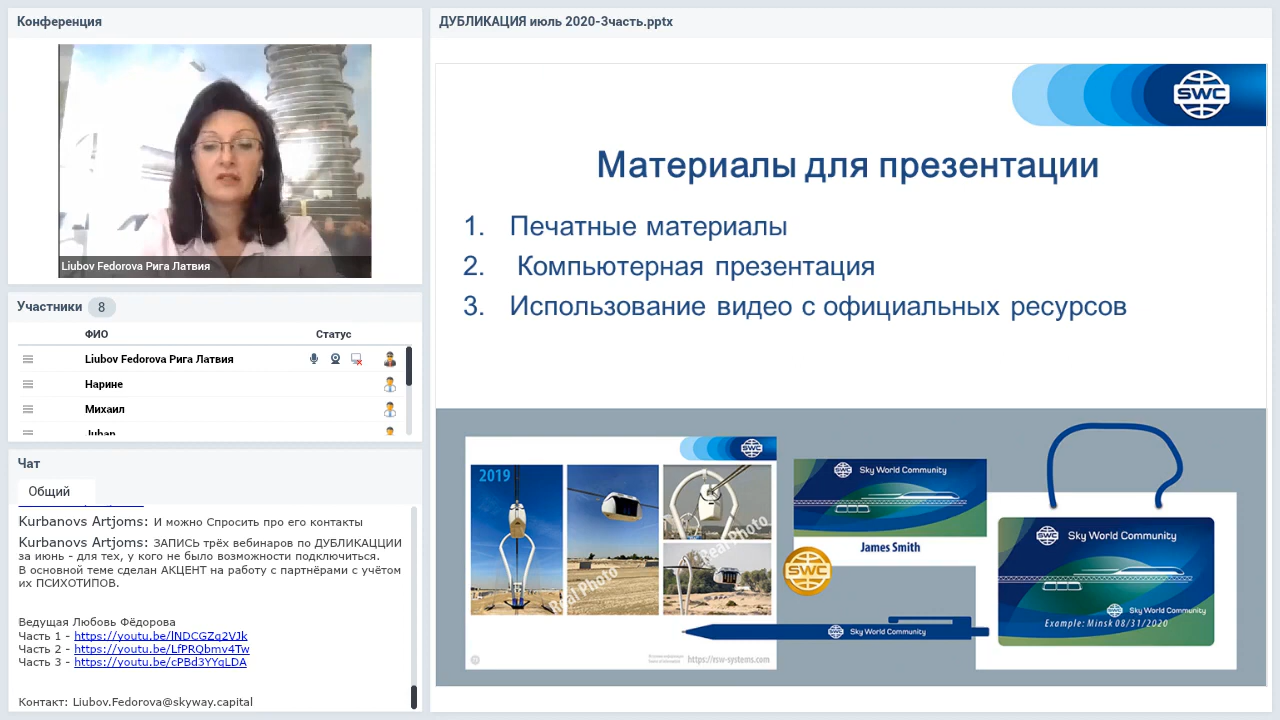 Конференция
Liubov Fedorova Рига Латвия
Участники 8
ФИО Статус
Liubov Fedorova Рига Латвия
Нарине
Михаил
Чат
Общий
Kurbanovs Artjoms: И можно Спросить про его контакты
Kurbanovs Artjoms: ЗАПИСЬ трёх вебинаров по ДУБЛИКАЦЦИИ
за июнь - для тех, у кого не было возможности подключиться.
В основной теме сделан АКЦЕНТ на работу с партнёрами с учётом
их ПСИХОТИПОВ.
Ведущая Любовь Фёдорова
Часть 1 - https://youtu.be/lNDCGZq2VJk
Часть 2 - https://youtu.be/LfPRQbmv4Tw
Часть 3 - https://youtu.be/cPBd3YYqLDA
Контакт: Liubov.Fedorova@skyway.capital
ДУБЛИКАЦИЯ июль 2020-3часть.pptx
SWC
Материалы для презентации
1. Печатные материалы
2. Компьютерная презентация
3. Использование видео с официальных ресурсов
SWC
2019
Real Photo
Real Photo
https://rsw-systems.com
SWC Sky World Community
James Smith
SWC
SWC Sky World Community
SWC Sky World Community
SWC Sky World Community
Example: Minsk 08/31/2020